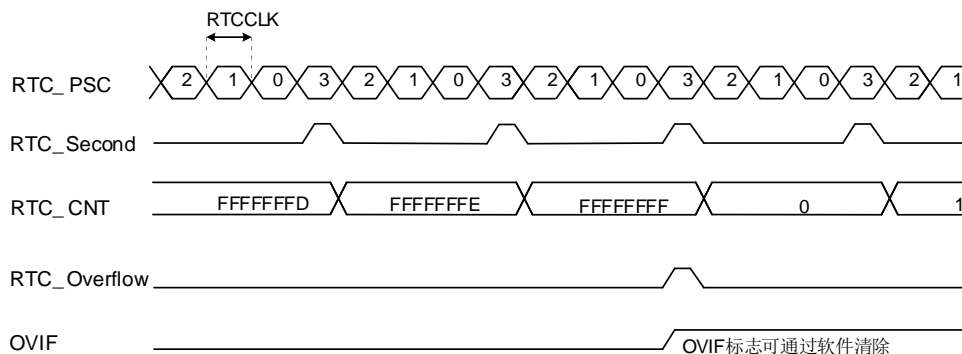 RTCCLK
RTC_PSC 2 1 0 3 2 1 0 3 2 1 0 3 2 1 0 3 2 1
RTC_Second
RTC_CNT FFFFFFFD FFFFFFFE FFFFFFFF 0 1
RTC_Overflow
OVIF OVIF标志可通过软件清除